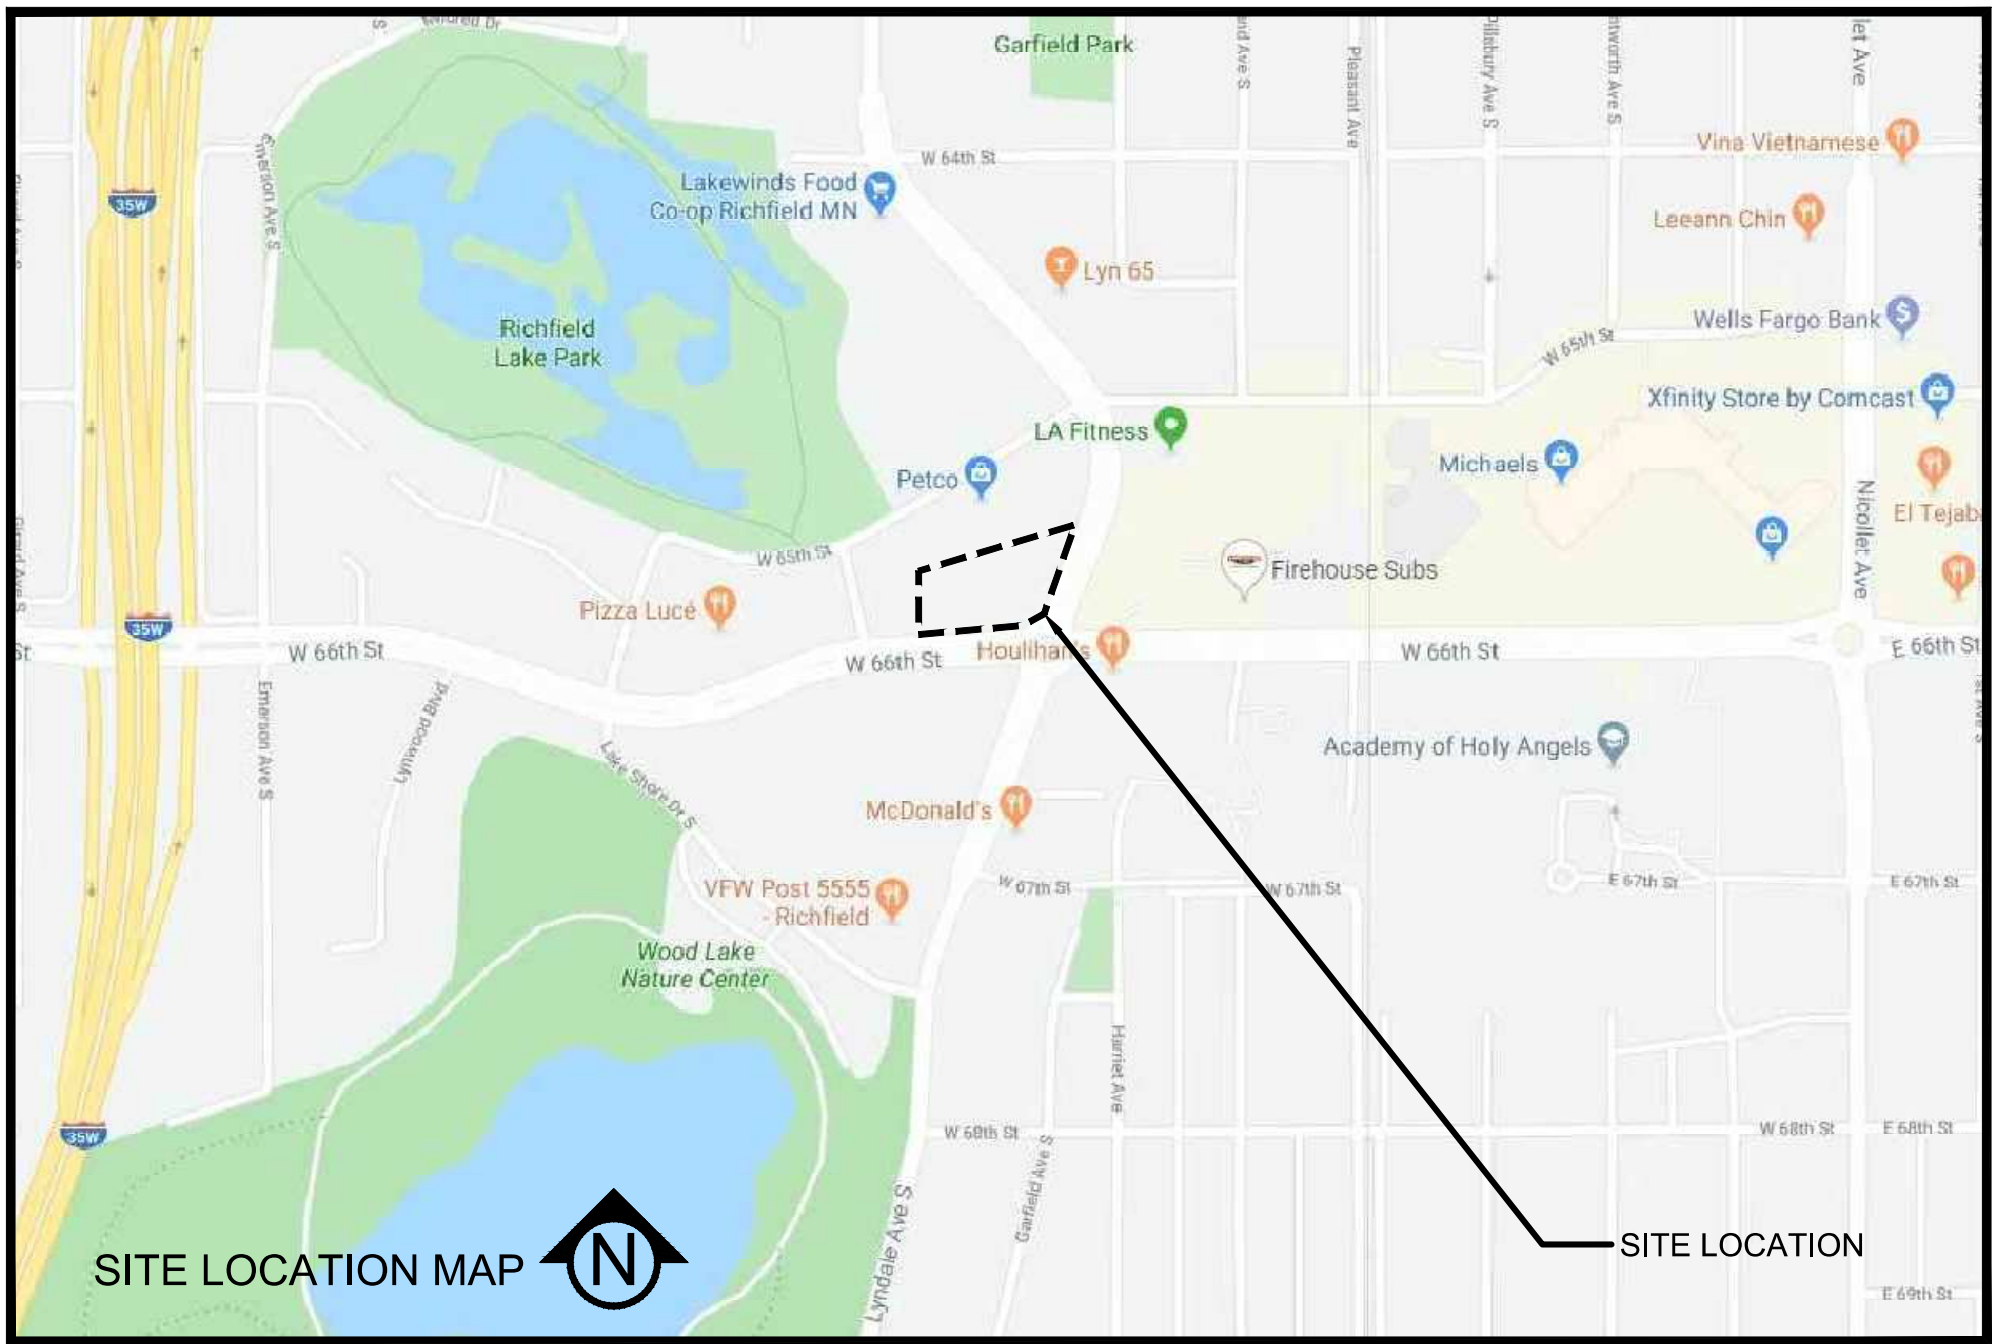 Garfield Park
Pleasant Ave
Pillsbury Ave S
let Ave
W 64th St
Vina Vietnamese
Lakewinds Food
Co-op Richfield MN
35W
Leeann Chin
Lyn 65
Richfield
Lake Park
Wells Fargo Bank
W 65th St
Xfinity Store by Comcast
LA Fitness
Michaels
Petco
Nicollet Ave
El Tejab
W 65th St
Firehouse Subs
Pizza Lucé
35W
W 66th St
W 66th St
Houlihan's
W 66th St
E 66th St
Emerson Ave S
Lynwood Blvd
Lake Shore Dr S
Academy of Holy Angels
McDonald's
W 67th St
W 67th St
E 67th St
E 67th St
VFW Post 5555
- Richfield
Wood Lake
Nature Center
Harriet Ave
35W
W 68th St
W 68th St
E 68th St
Garfield Ave S
Lyndale Ave S
SITE LOCATION MAP
N
SITE LOCATION
E 69th St